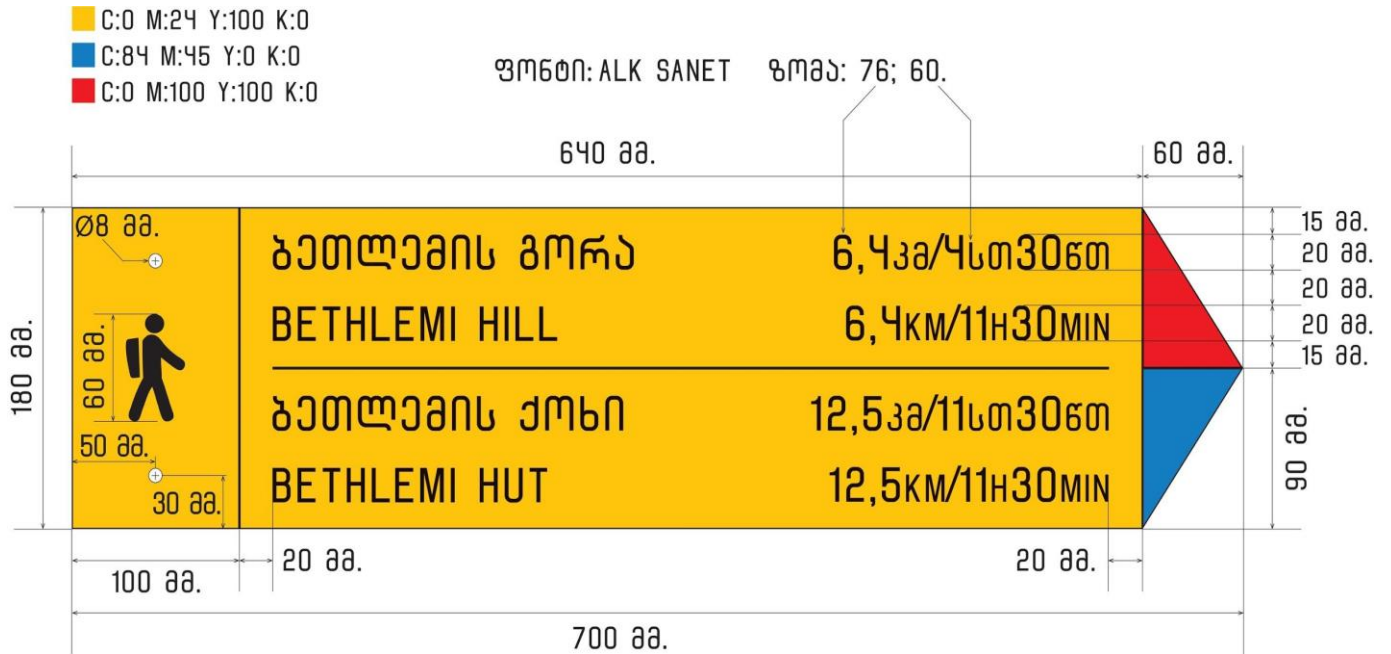 C:0 M:24 Y:100 K:0
C:84 M:45 Y:0 K:0
C:0 M:100 Y:100 K:0
ფონტი: ALK SANET ზომა: 76; 60.
640 მმ.
60 მმ.
Ø8 მმ.
ბეთლემის გორა 6,4კმ/4სთ30წთ
BETHLEMI HILL 6,4KM/11H30MIN
ბეთლემის ქოხი 12,5კმ/11სთ30წთ
BETHLEMI HUT 12,5KM/11H30MIN
15 მმ.
20 მმ.
20 მმ.
20 მმ.
15 მმ.
180 მმ.
60 მმ.
50 მმ.
30 მმ.
90 მმ.
100 მმ.
20 მმ.
20 მმ.
700 მმ.